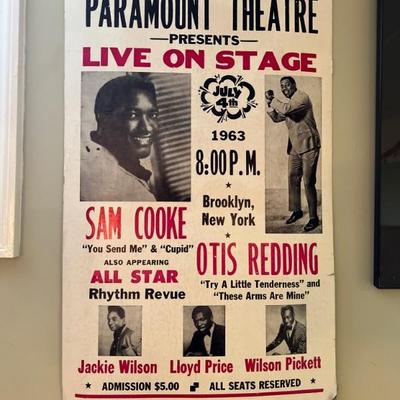 PARAMOUNT THEATRE
—PRESENTS—
LIVE ON STAGE
JULY
4th
1963
8:00 P.M.
★
Brooklyn,
New York
★
SAM COOKE
"You Send Me" & "Cupid"
ALSO APPEARING
ALL STAR
Rhythm Revue
OTIS REDDING
"Try A Little Tenderness" and
"These Arms Are Mine"
Jackie Wilson Lloyd Price Wilson Pickett
★ ADMISSION $5.00 ALL SEATS RESERVED ★